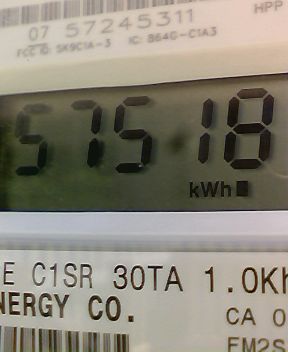 HPP
07 57245311
FCC ID: SK9C1A-3 IC: 864G-C1A3
57518
kWh
E C1SR 30TA 1.0Kh
NERGY CO.
CA 0
FM2S